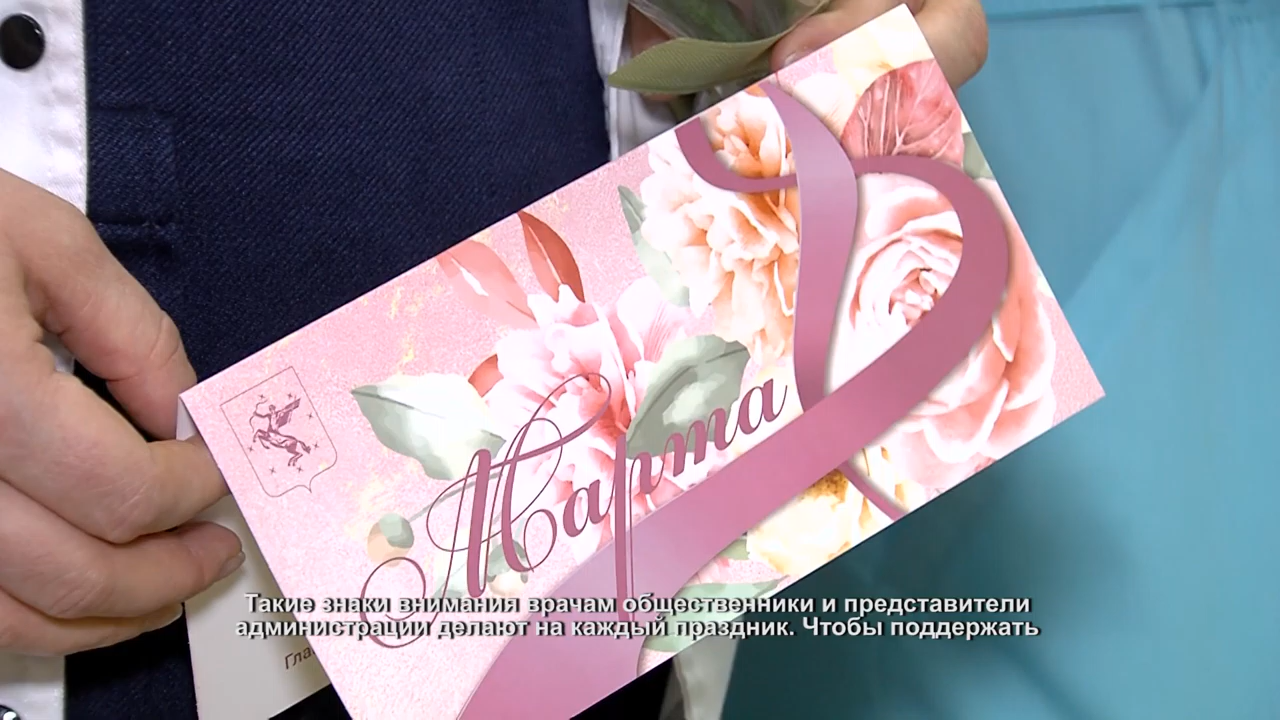 Марта
Такие знаки внимания врачам общественники и представители
администрации делают на каждый праздник. Чтобы поддержать